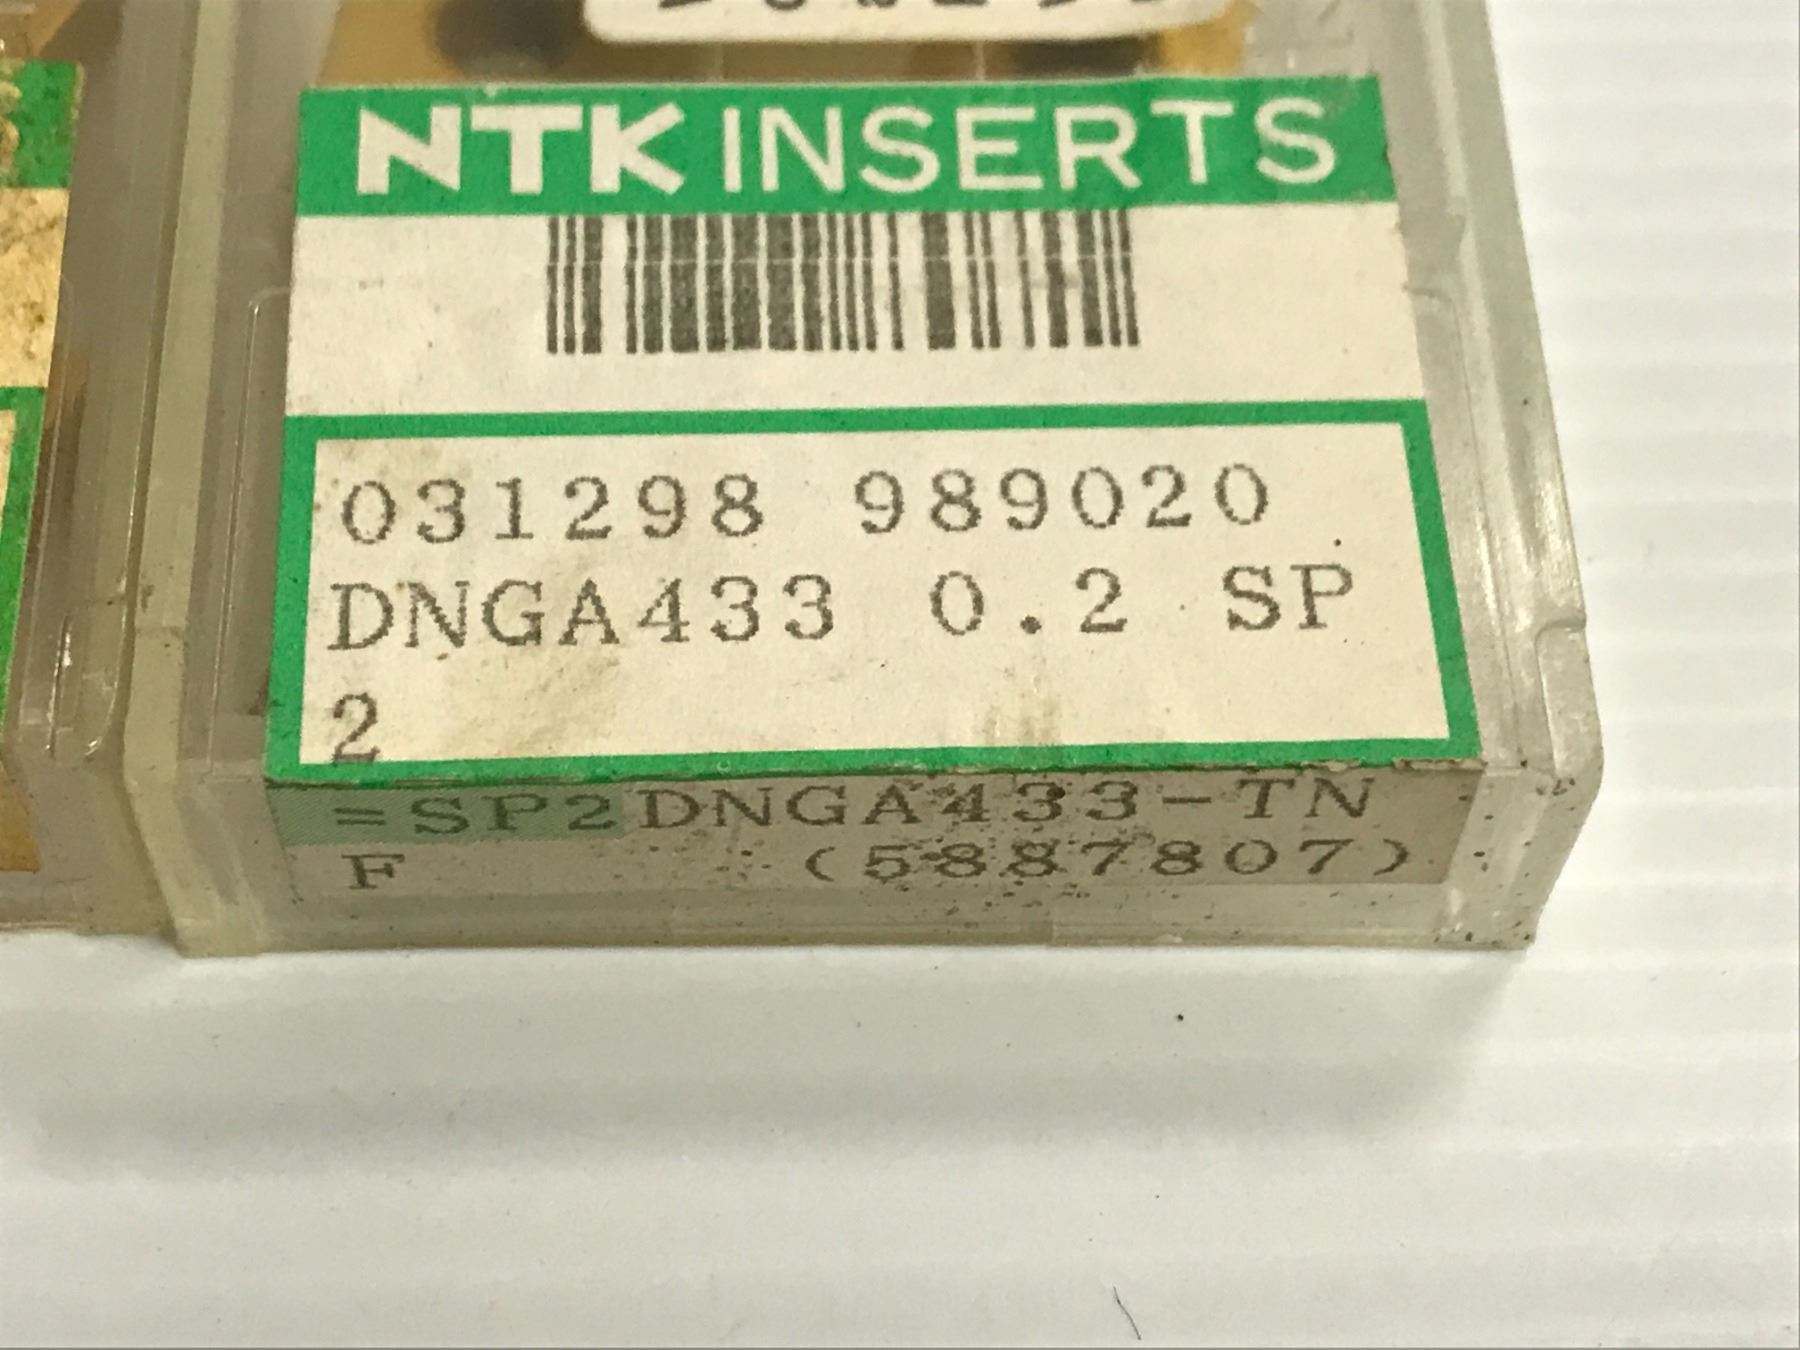 NTK INSERTS
031298 989020
DNGA433 0.2 SP
2
=SP2DNGA433-TN
F (5887807)